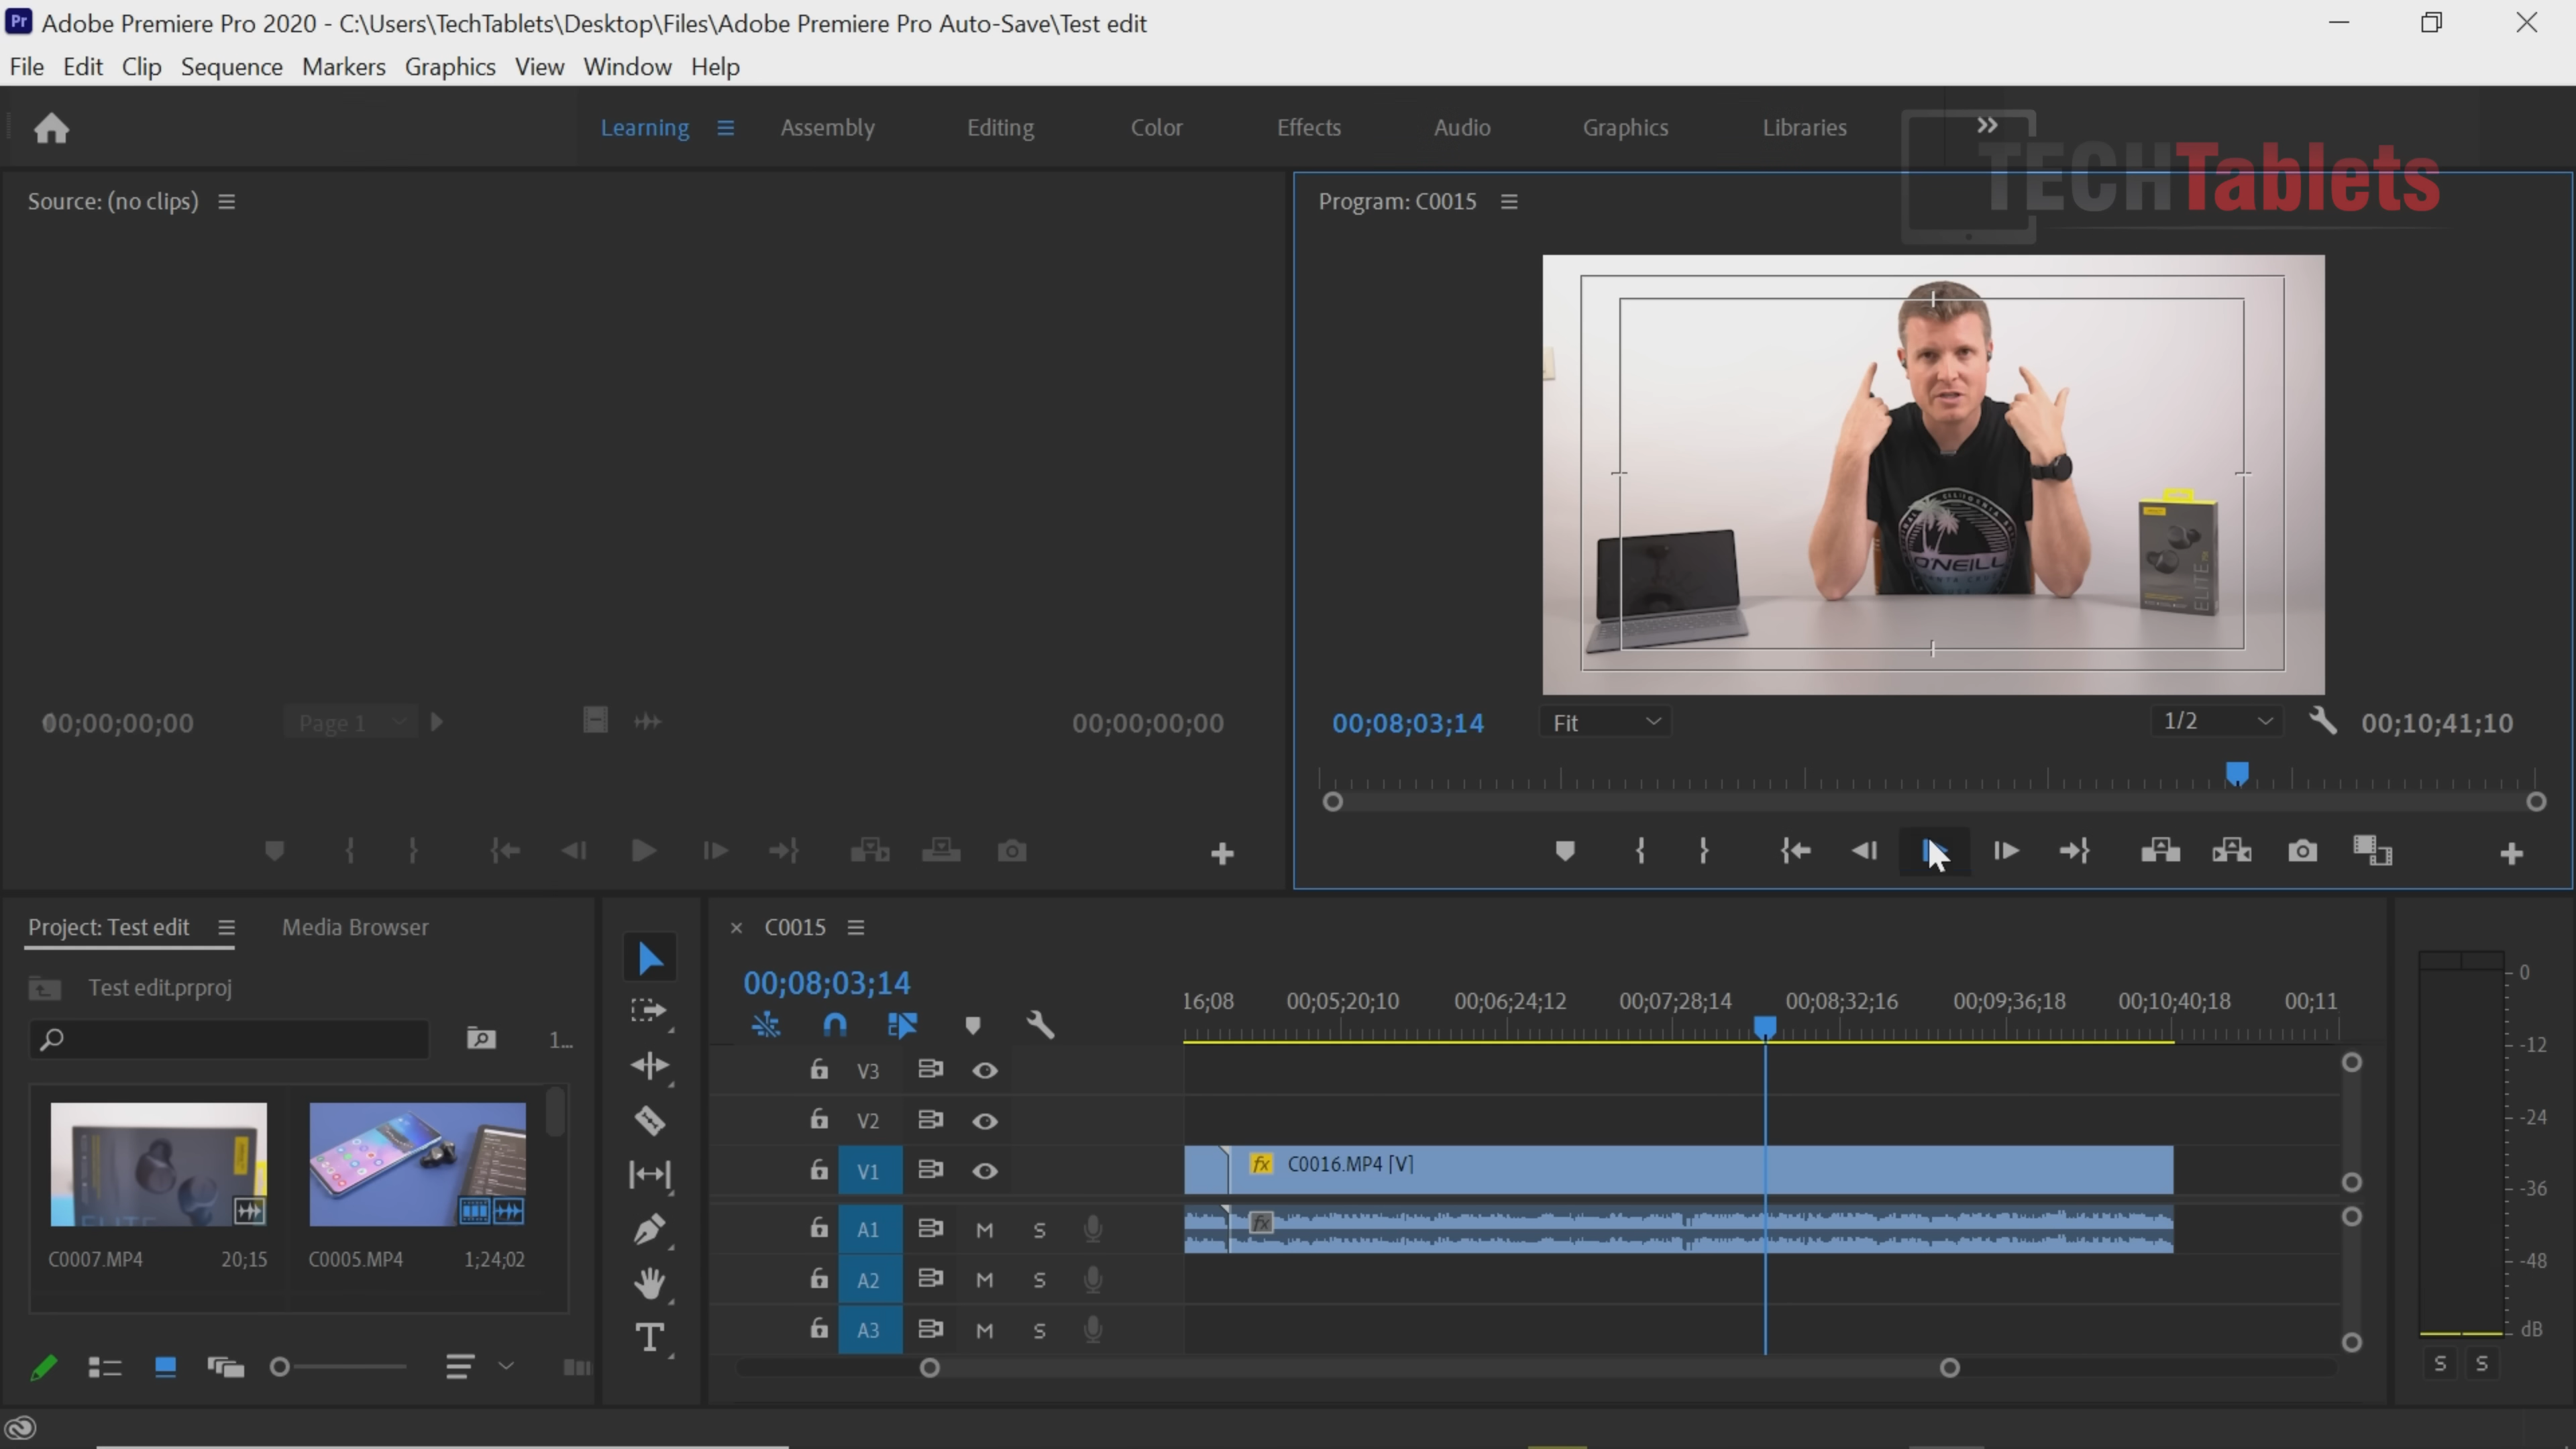 Pr Adobe Premiere Pro 2020 - C:\Users\TechTablets\Desktop\Files\Adobe Premiere Pro Auto-Save\Test edit
File Edit Clip Sequence Markers Graphics View Window Help
Learning Assembly Editing Color Effects Audio Graphics Libraries
TECHTablets
Source: (no clips)
Program: C0015
O'NEILL
ELITE
00;00;00;00 Page 1 00;00;00;00
00;08;03;14 Fit 1/2 00;10;41;10
Project: Test edit Media Browser
C0015
Test edit.prproj
00;08;03;14
1...
16;08 00;05;20;10 00;06;24;12 00;07;28;14 00;08;32;16 00;09;36;18 00;10;40;18 00;11
V3
V2
V1 fx C0016.MP4 [V]
A1 M S fx
A2 M S
A3 M S
ELITE
C0007.MP4 20;15
C0005.MP4 1;24;02
T
0
-12
-24
-36
-48
dB
S S